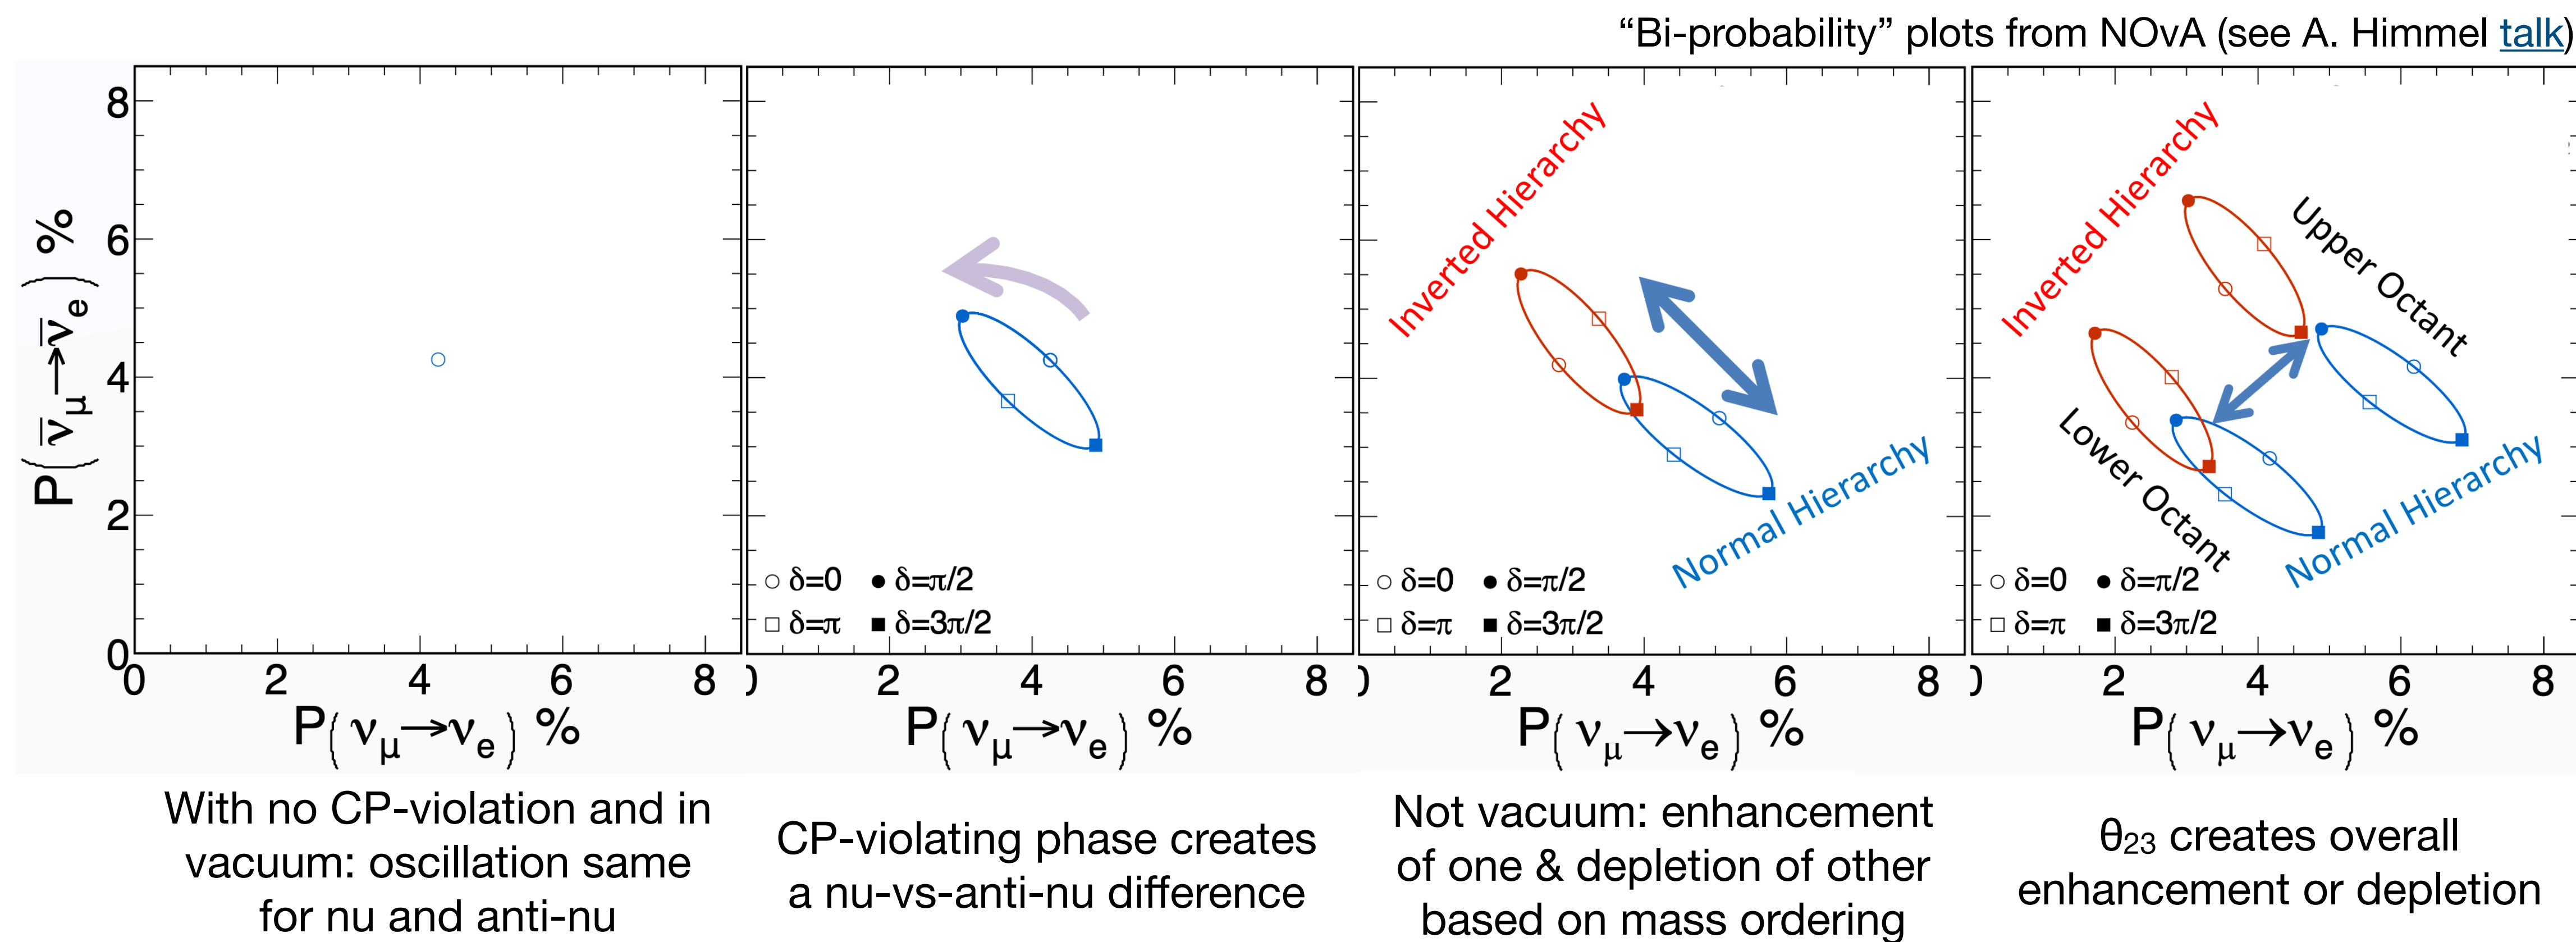 “Bi-probability” plots from NOvA (see A. Himmel talk)
P(ν̅μ→ν̅e) %
8
6
4
2
0
0 2 4 6 8
P(νμ→νe) %
δ=0 δ=π/2
δ=π δ=3π/2
0 2 4 6 8
P(νμ→νe) %
Inverted Hierarchy
Normal Hierarchy
δ=0 δ=π/2
δ=π δ=3π/2
0 2 4 6 8
P(νμ→νe) %
Inverted Hierarchy
Upper Octant
Lower Octant
Normal Hierarchy
δ=0 δ=π/2
δ=π δ=3π/2
0 2 4 6 8
P(νμ→νe) %
With no CP-violation and in
vacuum: oscillation same
for nu and anti-nu
CP-violating phase creates
a nu-vs-anti-nu difference
Not vacuum: enhancement
of one & depletion of other
based on mass ordering
θ₂₃ creates overall
enhancement or depletion